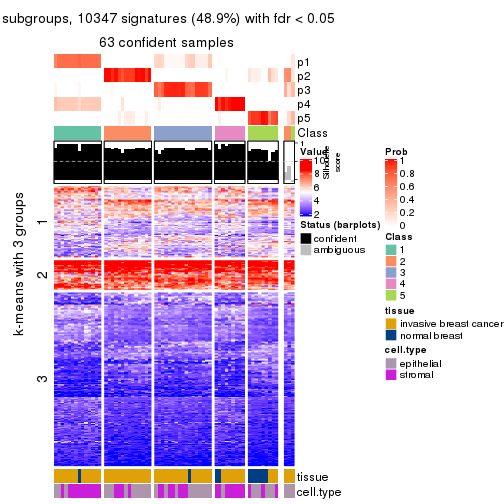 subgroups, 10347 signatures (48.9%) with fdr < 0.05
63 confident samples
p1
p2
p3
p4
p5
Class
1
Silhouette
score
k-means with 3 groups
1
2
3
Value
10
8
6
4
2
Status (barplots)
confident
ambiguous
Prob
1
0.8
0.6
0.4
0.2
0
Class
1
2
3
4
5
tissue
invasive breast cancer
normal breast
cell.type
epithelial
stromal
tissue
cell.type